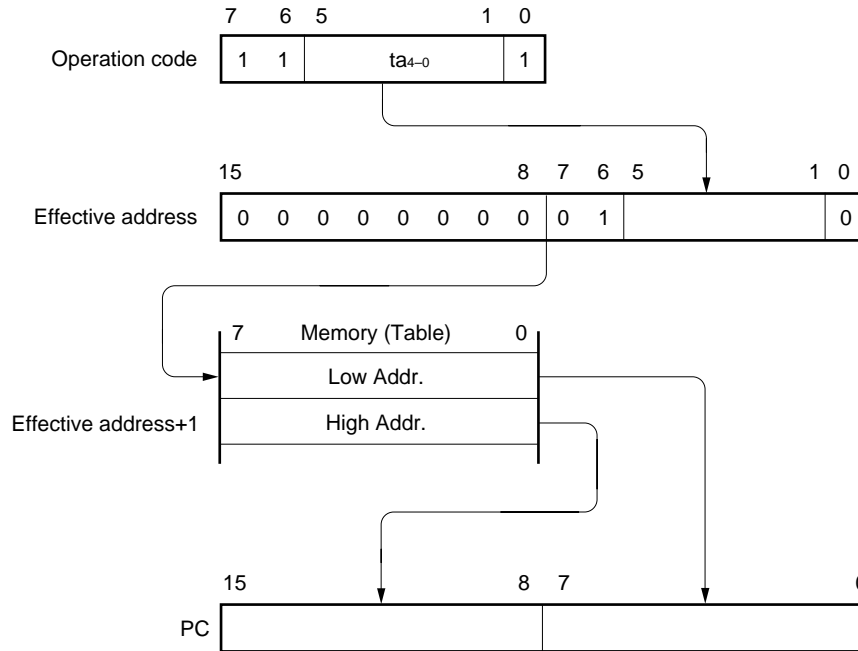 7 6 5 1 0
Operation code 1 1 ta4–0 1
15 8 7 6 5 1 0
Effective address 0 0 0 0 0 0 0 0 0 1 0
7 Memory (Table) 0
Low Addr.
Effective address+1 High Addr.
15 8 7
PC